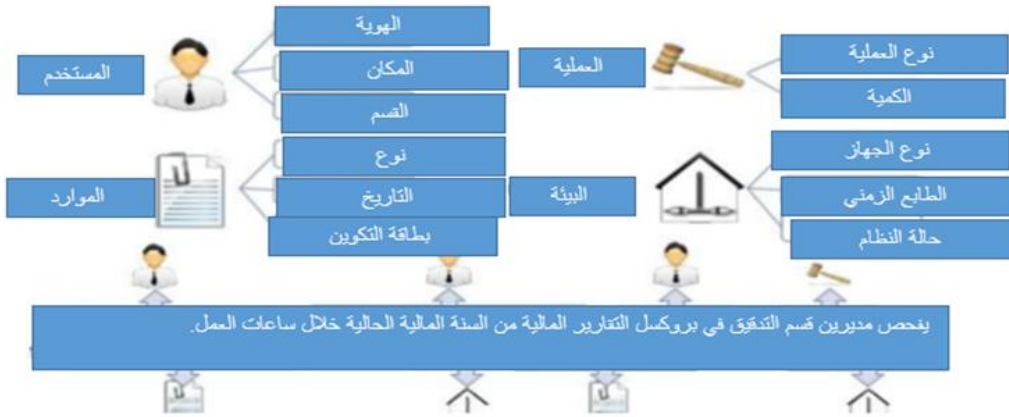 الهوية
المستخدم
المكان
القسم
العملية
نوع العملية
الكمية
الموارد
نوع
التاريخ
بطاقة التكوين
البيئة
نوع الجهاز
الطابع الزمني
حالة النظام
يفحص مديرين قسم التدقيق في بروكسل التقارير المالية من السنة المالية الحالية خلال ساعات العمل.